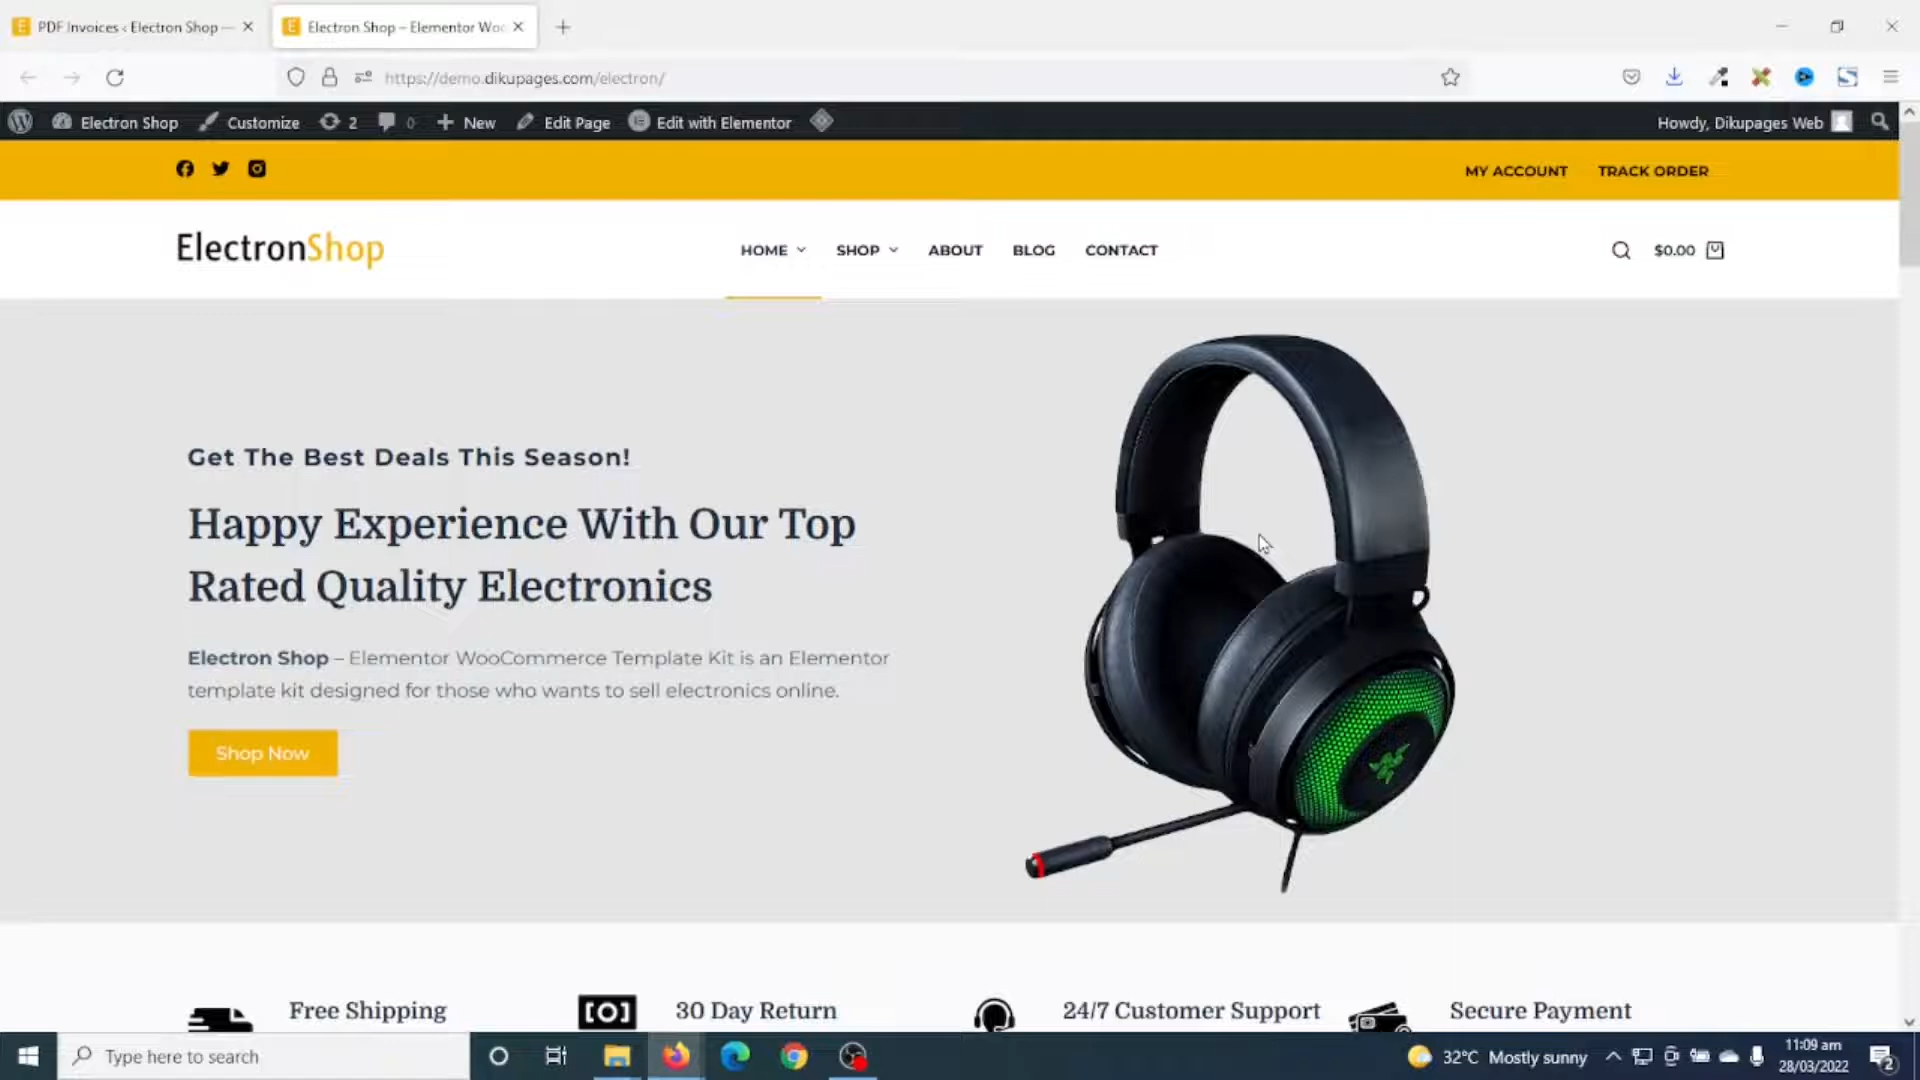 PDF Invoices ‹ Electron Shop —
Electron Shop – Elementor Woo
https://demo.dikupages.com/electron/
Electron Shop
Customize
2
0
New
Edit Page
Edit with Elementor
Howdy, Dikupages Web
MY ACCOUNT
TRACK ORDER
ElectronShop
HOME
SHOP
ABOUT
BLOG
CONTACT
$0.00
Get The Best Deals This Season!
Happy Experience With Our Top
Rated Quality Electronics
Electron Shop – Elementor WooCommerce Template Kit is an Elementor
template kit designed for those who wants to sell electronics online.
Shop Now
Free Shipping
30 Day Return
24/7 Customer Support
Secure Payment
Type here to search
32°C Mostly sunny
11:09 am
28/03/2022
2